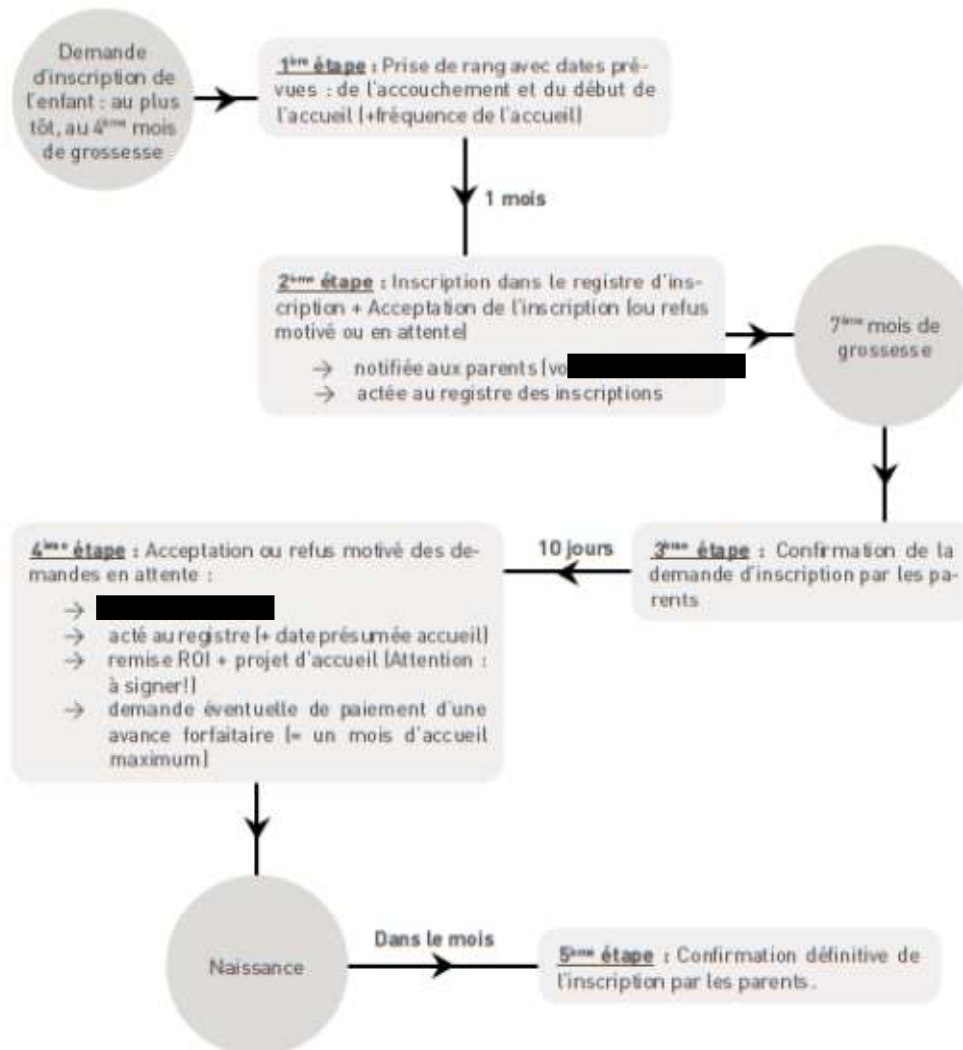 Demande
d'inscription de
l'enfant : au plus
tôt, au 4ème mois
de grossesse
1ère étape : Prise de rang avec dates pré-
vues : de l'accouchement et du début de
l'accueil (+fréquence de l'accueil)
1 mois
2ème étape : Inscription dans le registre d'ins-
cription + Acceptation de l'inscription (ou refus
motivé ou en attente)
→ notifiée aux parents (vo
→ actée au registre des inscriptions
7ème mois de
grossesse
3ème étape : Confirmation de la
demande d'inscription par les pa-
rents
10 jours
4ème étape : Acceptation ou refus motivé des de-
mandes en attente :
→
→ acté au registre (+ date présumée accueil)
→ remise ROI + projet d'accueil (Attention :
à signer!)
→ demande éventuelle de paiement d'une
avance forfaitaire (= un mois d'accueil
maximum)
Naissance
Dans le mois
5ème étape : Confirmation définitive de
l'inscription par les parents.